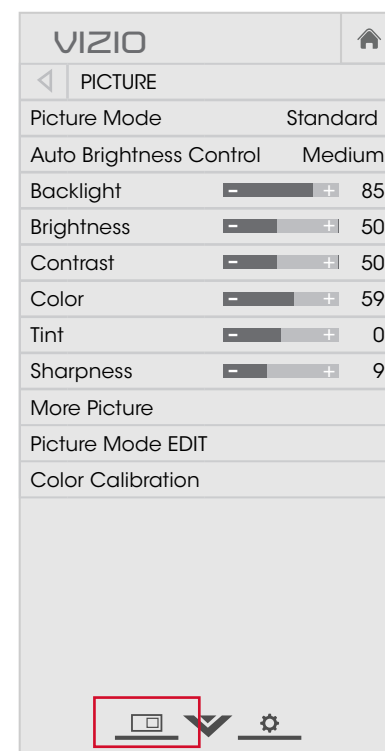 VIZIO
PICTURE
Picture Mode Standard
Auto Brightness Control Medium
Backlight - + 85
Brightness - + 50
Contrast - + 50
Color - + 59
Tint - + 0
Sharpness - + 9
More Picture
Picture Mode EDIT
Color Calibration